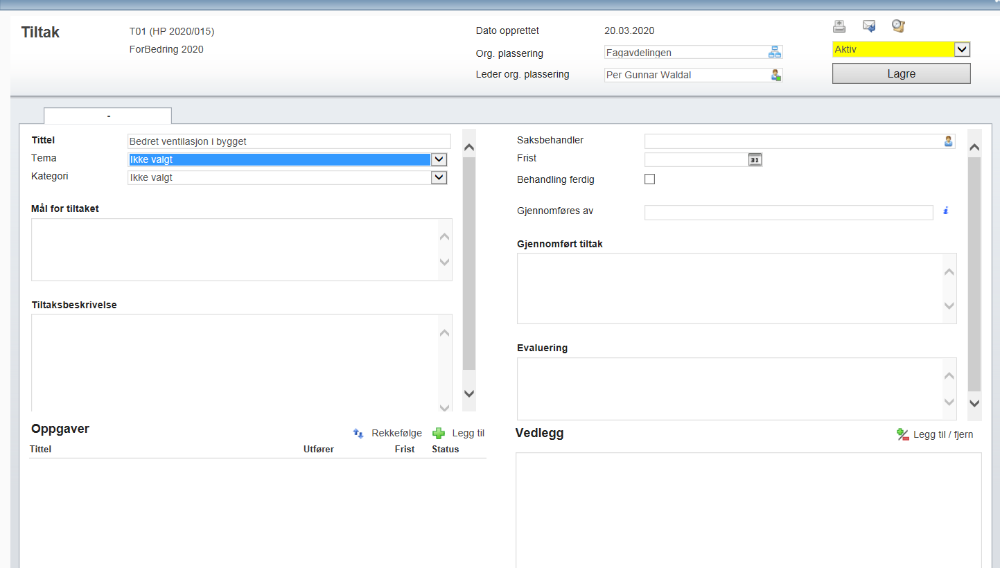 Tiltak
T01 (HP 2020/015)
ForBedring 2020
Dato opprettet 20.03.2020
Org. plassering Fagavdelingen
Leder org. plassering Per Gunnar Waldal
Aktiv
Lagre
-
Tittel Bedret ventilasjon i bygget
Tema Ikke valgt
Kategori Ikke valgt
Mål for tiltaket
Tiltaksbeskrivelse
Saksbehandler
Frist 31
Behandling ferdig
Gjennomføres av i
Gjennomført tiltak
Evaluering
Oppgaver Rekkefølge Legg til
Tittel Utfører Frist Status
Vedlegg Legg til / fjern